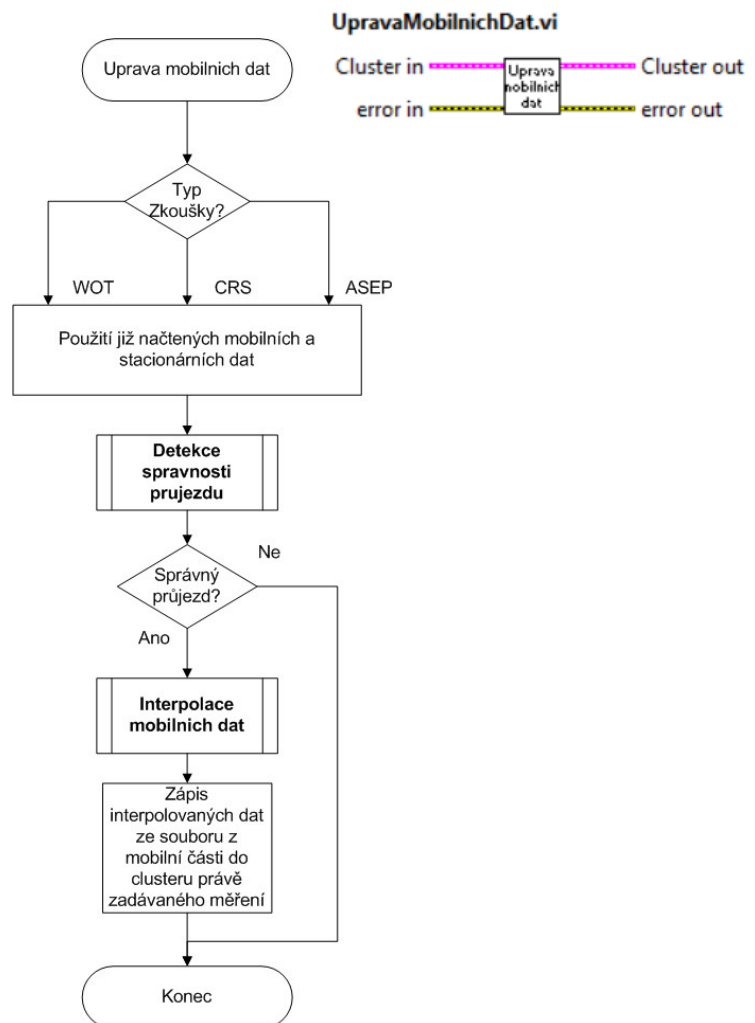 UpravaMobilnichDat.vi
Cluster in
Uprava
mobilnich
dat
Cluster out
error in
error out
Uprava mobilnich dat
Typ
Zkoušky?
WOT
CRS
ASEP
Použití již načtených mobilních a
stacionárních dat
Detekce
spravnosti
prujezdu
Ne
Správný
průjezd?
Ano
Interpolace
mobilnich dat
Zápis
interpolovaných dat
ze souboru z
mobilní části do
clusteru právě
zadávaného měření
Konec